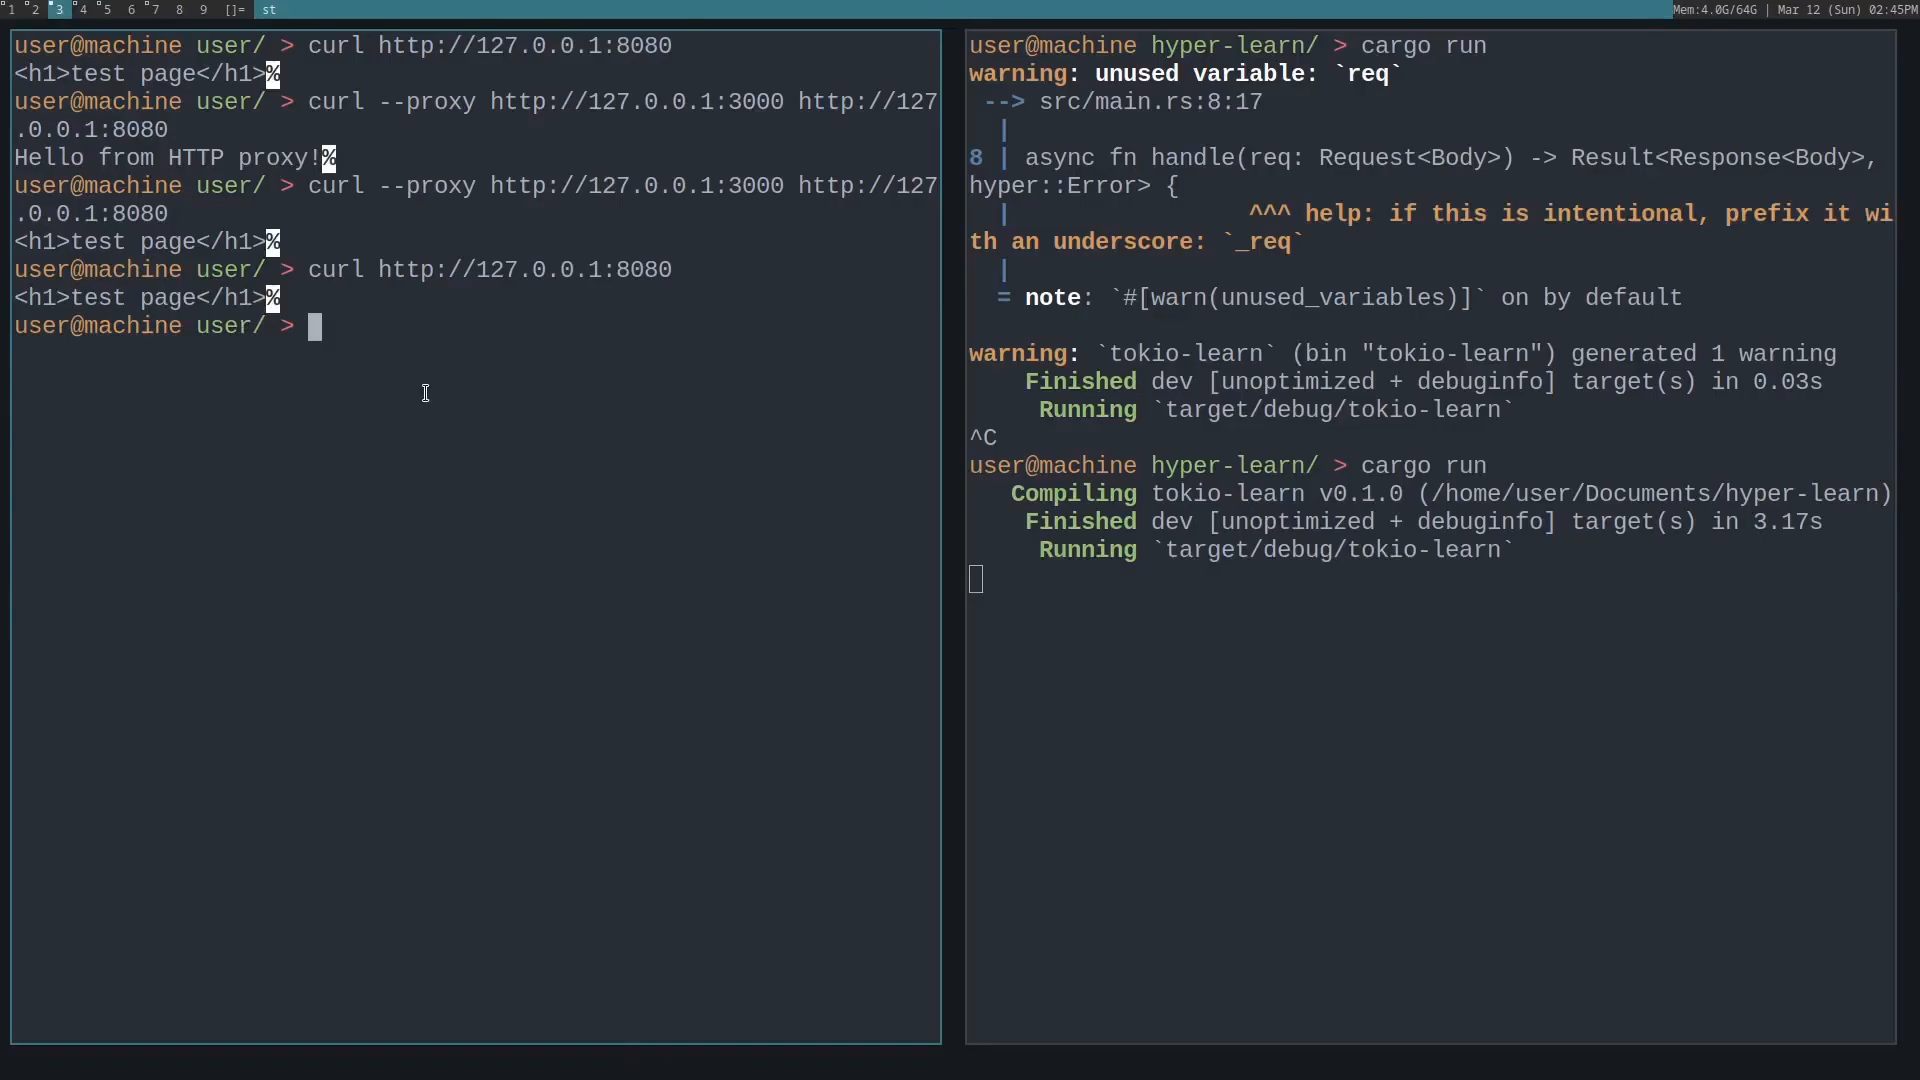 1 2 3 4 5 6 7 8 9 []= st Mem:4.0G/64G | Mar 12 (Sun) 02:45PM
user@machine user/ > curl http://127.0.0.1:8080
<h1>test page</h1>%
user@machine user/ > curl --proxy http://127.0.0.1:3000 http://127
.0.0.1:8080
Hello from HTTP proxy!%
user@machine user/ > curl --proxy http://127.0.0.1:3000 http://127
.0.0.1:8080
<h1>test page</h1>%
user@machine user/ > curl http://127.0.0.1:8080
<h1>test page</h1>%
user@machine user/ >
user@machine hyper-learn/ > cargo run
warning: unused variable: `req`
--> src/main.rs:8:17
|
8 | async fn handle(req: Request<Body>) -> Result<Response<Body>,
hyper::Error> {
| ^^^ help: if this is intentional, prefix it wi
th an underscore: `_req`
|
= note: `#[warn(unused_variables)]` on by default
warning: `tokio-learn` (bin "tokio-learn") generated 1 warning
Finished dev [unoptimized + debuginfo] target(s) in 0.03s
Running `target/debug/tokio-learn`
^C
user@machine hyper-learn/ > cargo run
Compiling tokio-learn v0.1.0 (/home/user/Documents/hyper-learn)
Finished dev [unoptimized + debuginfo] target(s) in 3.17s
Running `target/debug/tokio-learn`